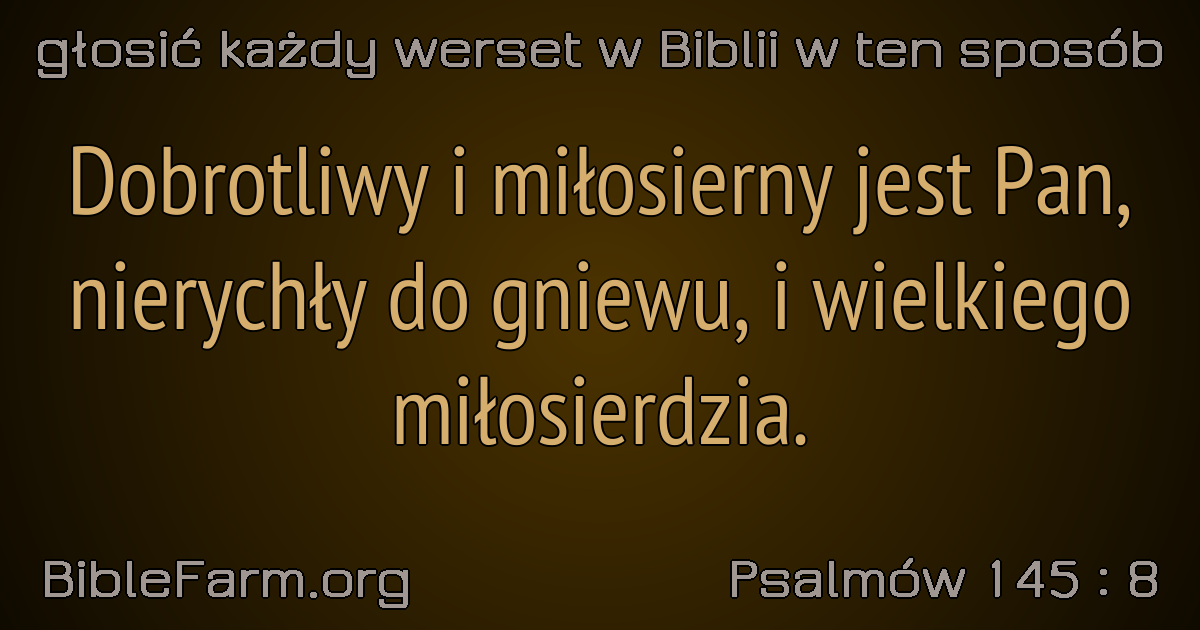 głosić każdy werset w Biblii w ten sposób
Dobrotliwy i miłosierny jest Pan,
nierychły do gniewu, i wielkiego
miłosierdzia.
BibleFarm.org
Psalmów 145 : 8